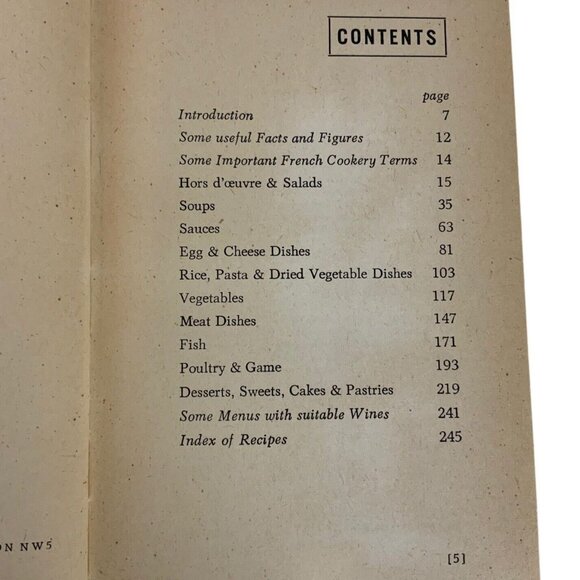 CONTENTS
page
Introduction 7
Some useful Facts and Figures 12
Some Important French Cookery Terms 14
Hors d'œuvre & Salads 15
Soups 35
Sauces 63
Egg & Cheese Dishes 81
Rice, Pasta & Dried Vegetable Dishes 103
Vegetables 117
Meat Dishes 147
Fish 171
Poultry & Game 193
Desserts, Sweets, Cakes & Pastries 219
Some Menus with suitable Wines 241
Index of Recipes 245
ON NW5
[5]